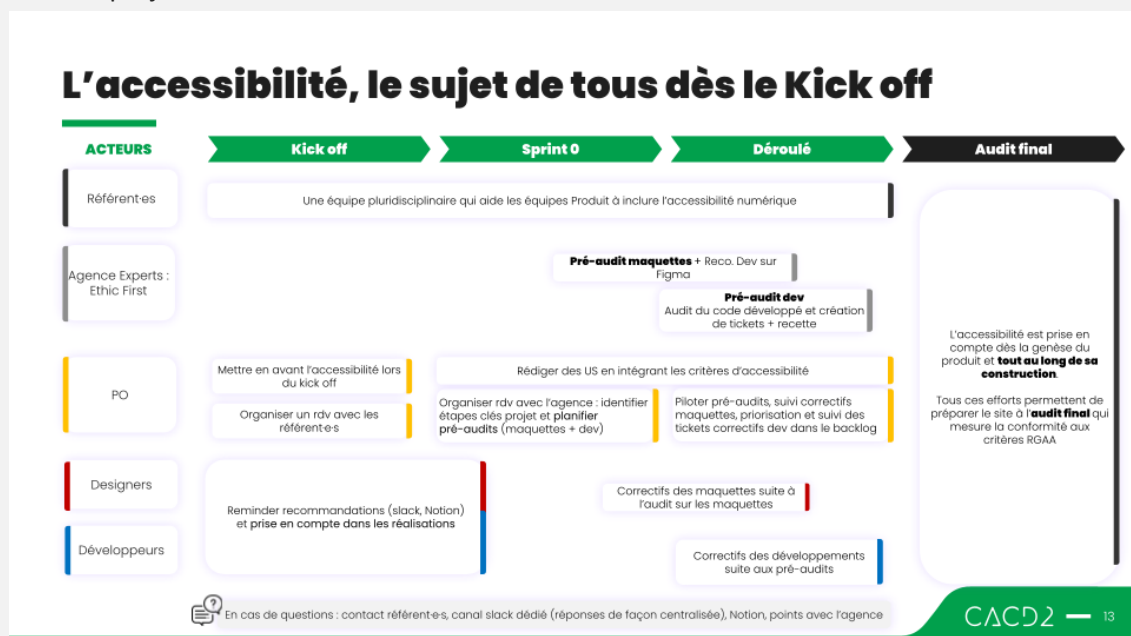 L'accessibilité, le sujet de tous dès le Kick off
ACTEURS
Kick off
Sprint 0
Déroulé
Audit final
Référent·es
Une équipe pluridisciplinaire qui aide les équipes Produit à inclure l'accessibilité numérique
Agence Experts :
Ethic First
Pré-audit maquettes + Reco. Dev sur
Figma
Pré-audit dev
Audit du code développé et création
de tickets + recette
PO
Mettre en avant l'accessibilité lors
du kick off
Organiser un rdv avec les
référent·e·s
Rédiger des US en intégrant les critères d'accessibilité
Organiser rdv avec l'agence : identifier
étapes clés projet et planifier
pré-audits (maquettes + dev)
Piloter pré-audits, suivi correctifs
maquettes, priorisation et suivi des
tickets correctifs dev dans le backlog
Designers
Développeurs
Reminder recommandations (slack, Notion)
et prise en compte dans les réalisations
Correctifs des maquettes suite à
l'audit sur les maquettes
Correctifs des développements
suite aux pré-audits
L'accessibilité est prise en
compte dès la genèse du
produit et tout au long de sa
construction.
Tous ces efforts permettent de
préparer le site à l'audit final qui
mesure la conformité aux
critères RGAA
En cas de questions : contact référent·e·s, canal slack dédié (réponses de façon centralisée), Notion, points avec l'agence
CACD2
13